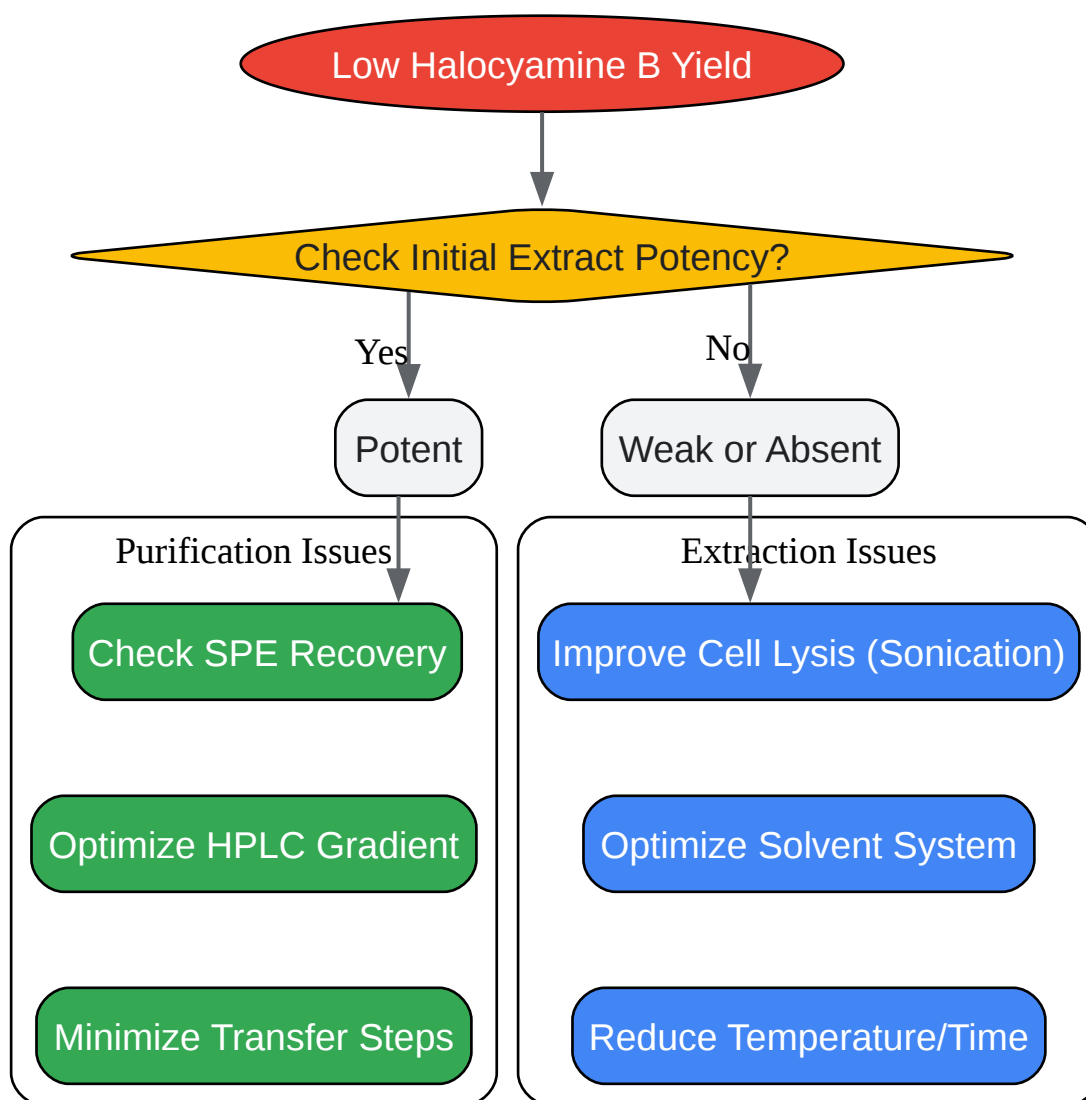 Low Halocyamine B Yield
Check Initial Extract Potency?
Yes
No
Potent
Weak or Absent
Purification Issues
Extraction Issues
Check SPE Recovery
Improve Cell Lysis (Sonication)
Optimize HPLC Gradient
Optimize Solvent System
Minimize Transfer Steps
Reduce Temperature/Time